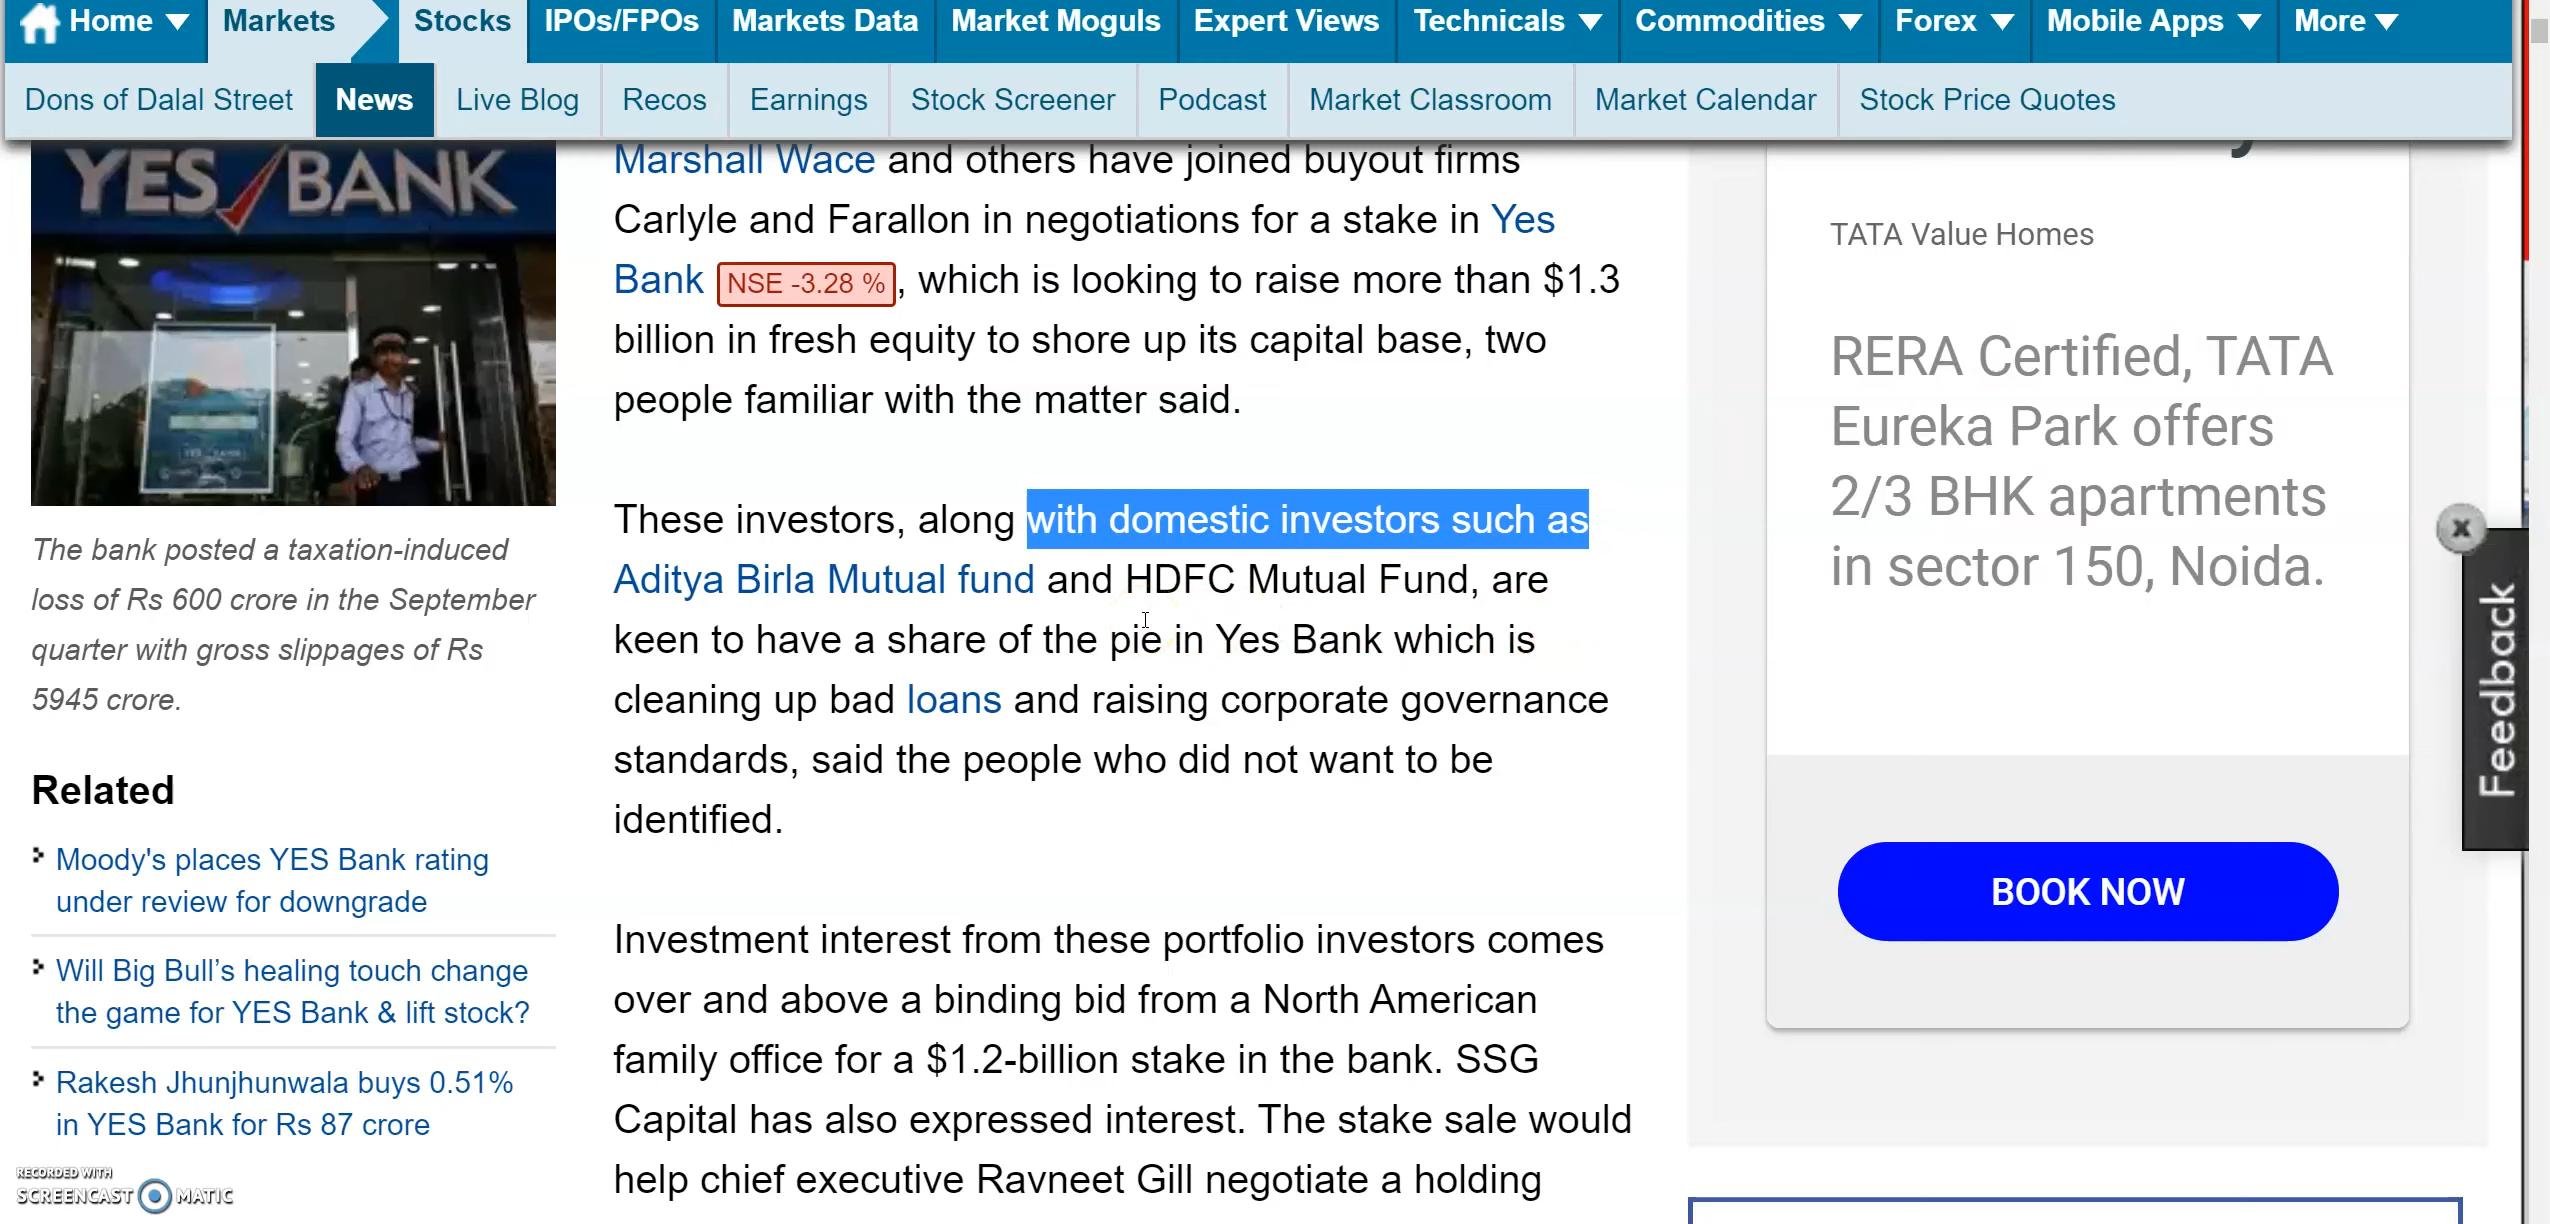 Home Markets Stocks IPOs/FPOs Markets Data Market Moguls Expert Views Technicals Commodities Forex Mobile Apps More
Dons of Dalal Street News Live Blog Recos Earnings Stock Screener Podcast Market Classroom Market Calendar Stock Price Quotes
YES BANK
The bank posted a taxation-induced
loss of Rs 600 crore in the September
quarter with gross slippages of Rs
5945 crore.
Related
Moody's places YES Bank rating
under review for downgrade
Will Big Bull’s healing touch change
the game for YES Bank & lift stock?
Rakesh Jhunjhunwala buys 0.51%
in YES Bank for Rs 87 crore
RECORDED WITH
SCREENCAST MATIC
Marshall Wace and others have joined buyout firms
Carlyle and Farallon in negotiations for a stake in Yes
Bank NSE -3.28 %, which is looking to raise more than $1.3
billion in fresh equity to shore up its capital base, two
people familiar with the matter said.
These investors, along with domestic investors such as
Aditya Birla Mutual fund and HDFC Mutual Fund, are
keen to have a share of the pie in Yes Bank which is
cleaning up bad loans and raising corporate governance
standards, said the people who did not want to be
identified.
Investment interest from these portfolio investors comes
over and above a binding bid from a North American
family office for a $1.2-billion stake in the bank. SSG
Capital has also expressed interest. The stake sale would
help chief executive Ravneet Gill negotiate a holding
TATA Value Homes
RERA Certified, TATA
Eureka Park offers
2/3 BHK apartments
in sector 150, Noida.
BOOK NOW
x
Feedback